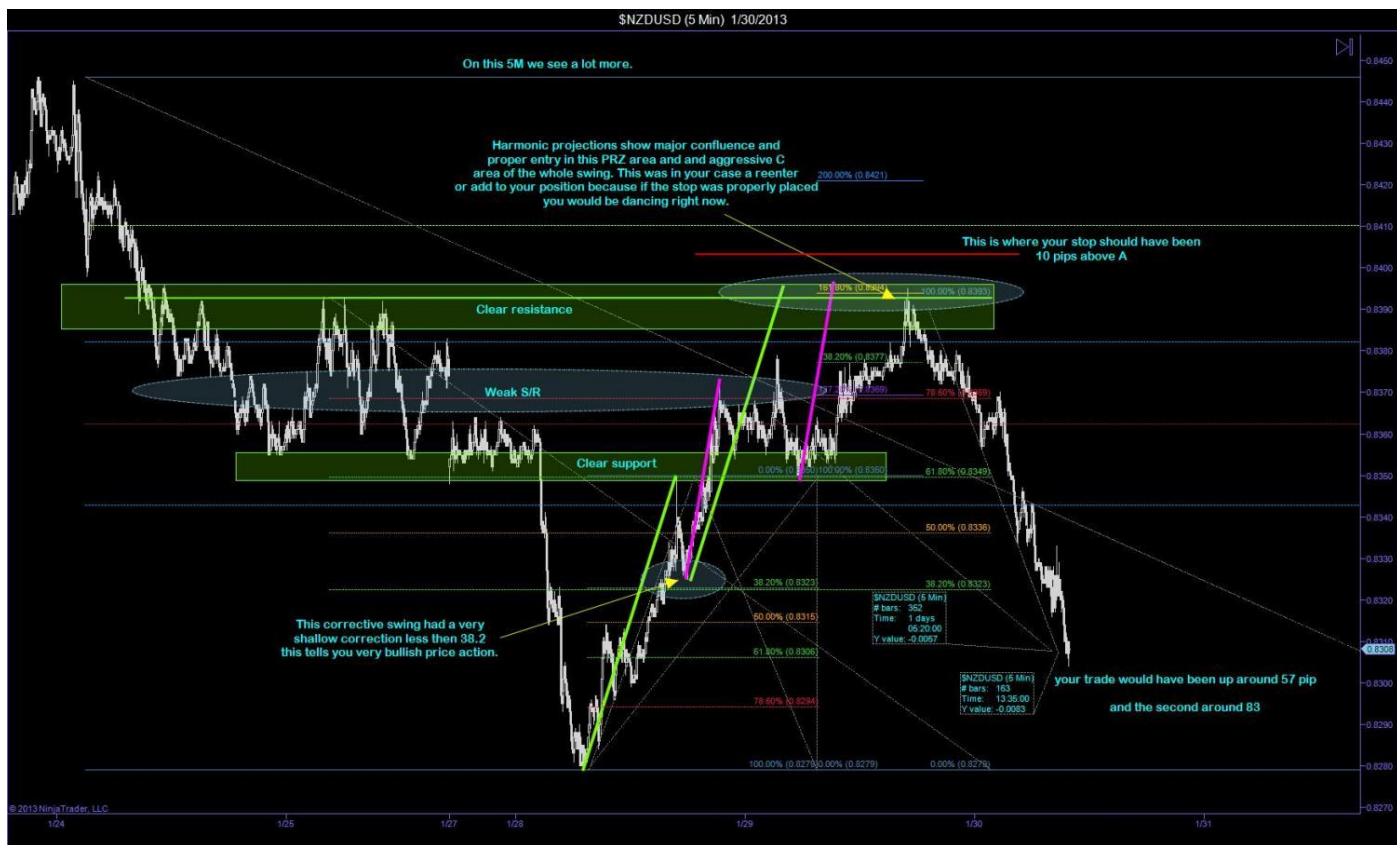 $NZDUSD (5 Min) 1/30/2013
On this 5M we see a lot more.
0.8450
0.8440
0.8430
0.8420
0.8410
0.8400
0.8390
0.8380
0.8370
0.8360
0.8350
0.8340
0.8330
0.8320
0.8310
0.8308
0.8300
0.8290
0.8280
0.8270
Harmonic projections show major confluence and
proper entry in this PRZ area and and aggressive C
area of the whole swing. This was in your case a reenter
or add to your position because if the stop was properly placed
you would be dancing right now.
200.00% (0.8421)
This is where your stop should have been
10 pips above A
161.80% (0.8394)
100.00% (0.8393)
Clear resistance
38.20% (0.8377)
Weak S/R
78.60%
Clear support
0.00%
100.00% (0.8350)
61.80% (0.8349)
50.00% (0.8336)
38.20% (0.8323)
38.20% (0.8323)
50.00% (0.8315)
61.80% (0.8306)
78.60% (0.8294)
This corrective swing had a very
shallow correction less then 38.2
this tells you very bullish price action.
$NZDUSD (5 Min)
# bars: 352
Time: 1 days
05:20:00
Y value: -0.0057
$NZDUSD (5 Min)
# bars: 163
Time: 13:35:00
Y value: -0.0083
your trade would have been up around 57 pip
and the second around 83
100.00% (0.8279)
0.00% (0.8279)
0.00% (0.8279)
© 2013 NinjaTrader, LLC
1/24
1/25
1/27
1/28
1/29
1/30
1/31